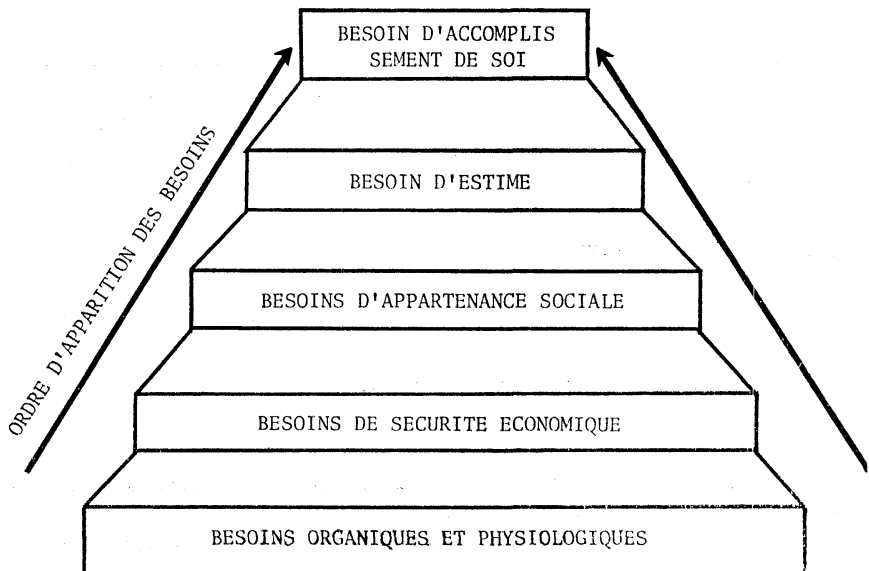 BESOIN D'ACCOMPLIS
SEMENT DE SOI
ORDRE D'APPARITION DES BESOINS
BESOIN D'ESTIME
BESOINS D'APPARTENANCE SOCIALE
BESOINS DE SECURITE ECONOMIQUE
BESOINS ORGANIQUES ET PHYSIOLOGIQUES